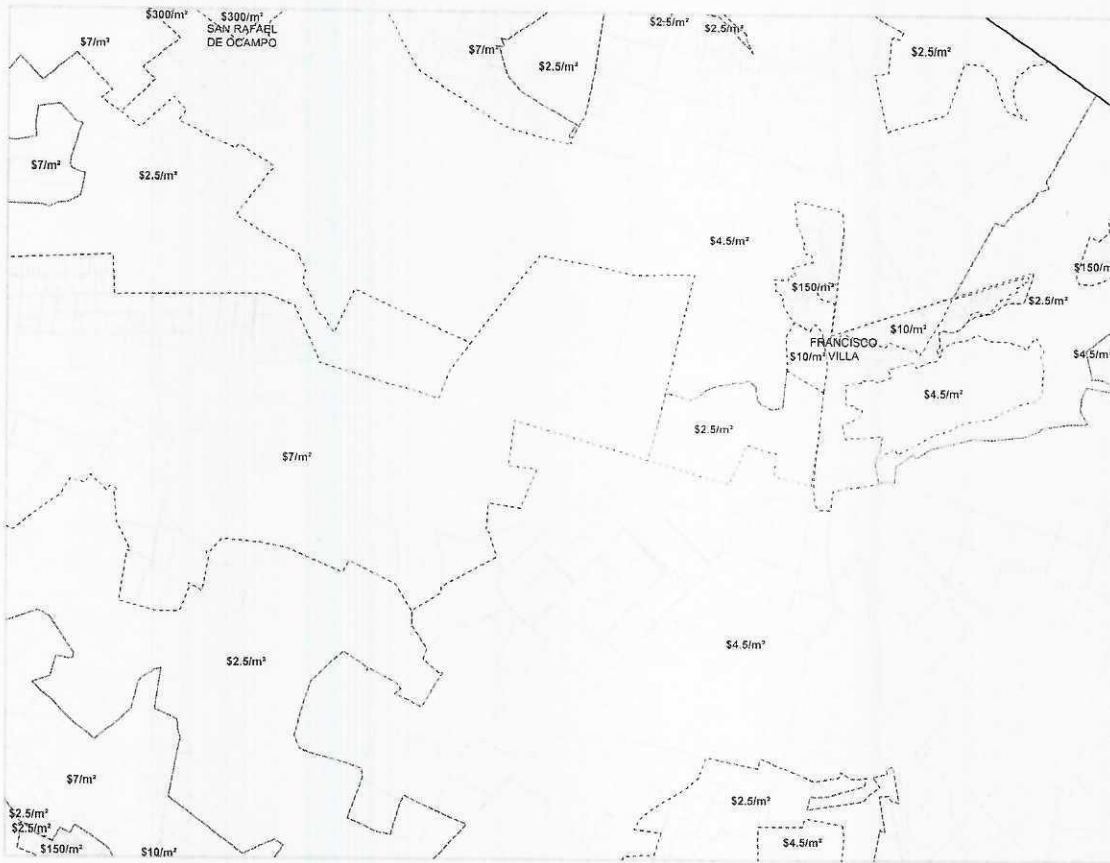 $300/m²
$300/m²
SAN RAFAEL
DE OCAMPO
$7/m²
$7/m²
$2.5/m²
$2.5/m²
$2.5/m²
$2.5/m²
$2.5/m²
$7/m²
$2.5/m²
$4.5/m²
$150/m²
$150/m
$2.5/m²
$10/m²
FRANCISCO
VILLA
$10/m²
$4.5/m
$4.5/m²
$2.5/m²
$7/m²
$4.5/m²
$2.5/m²
$7/m²
$2.5/m²
$2.5/m²
$150/m²
$10/m²
$2.5/m²
$4.5/m²